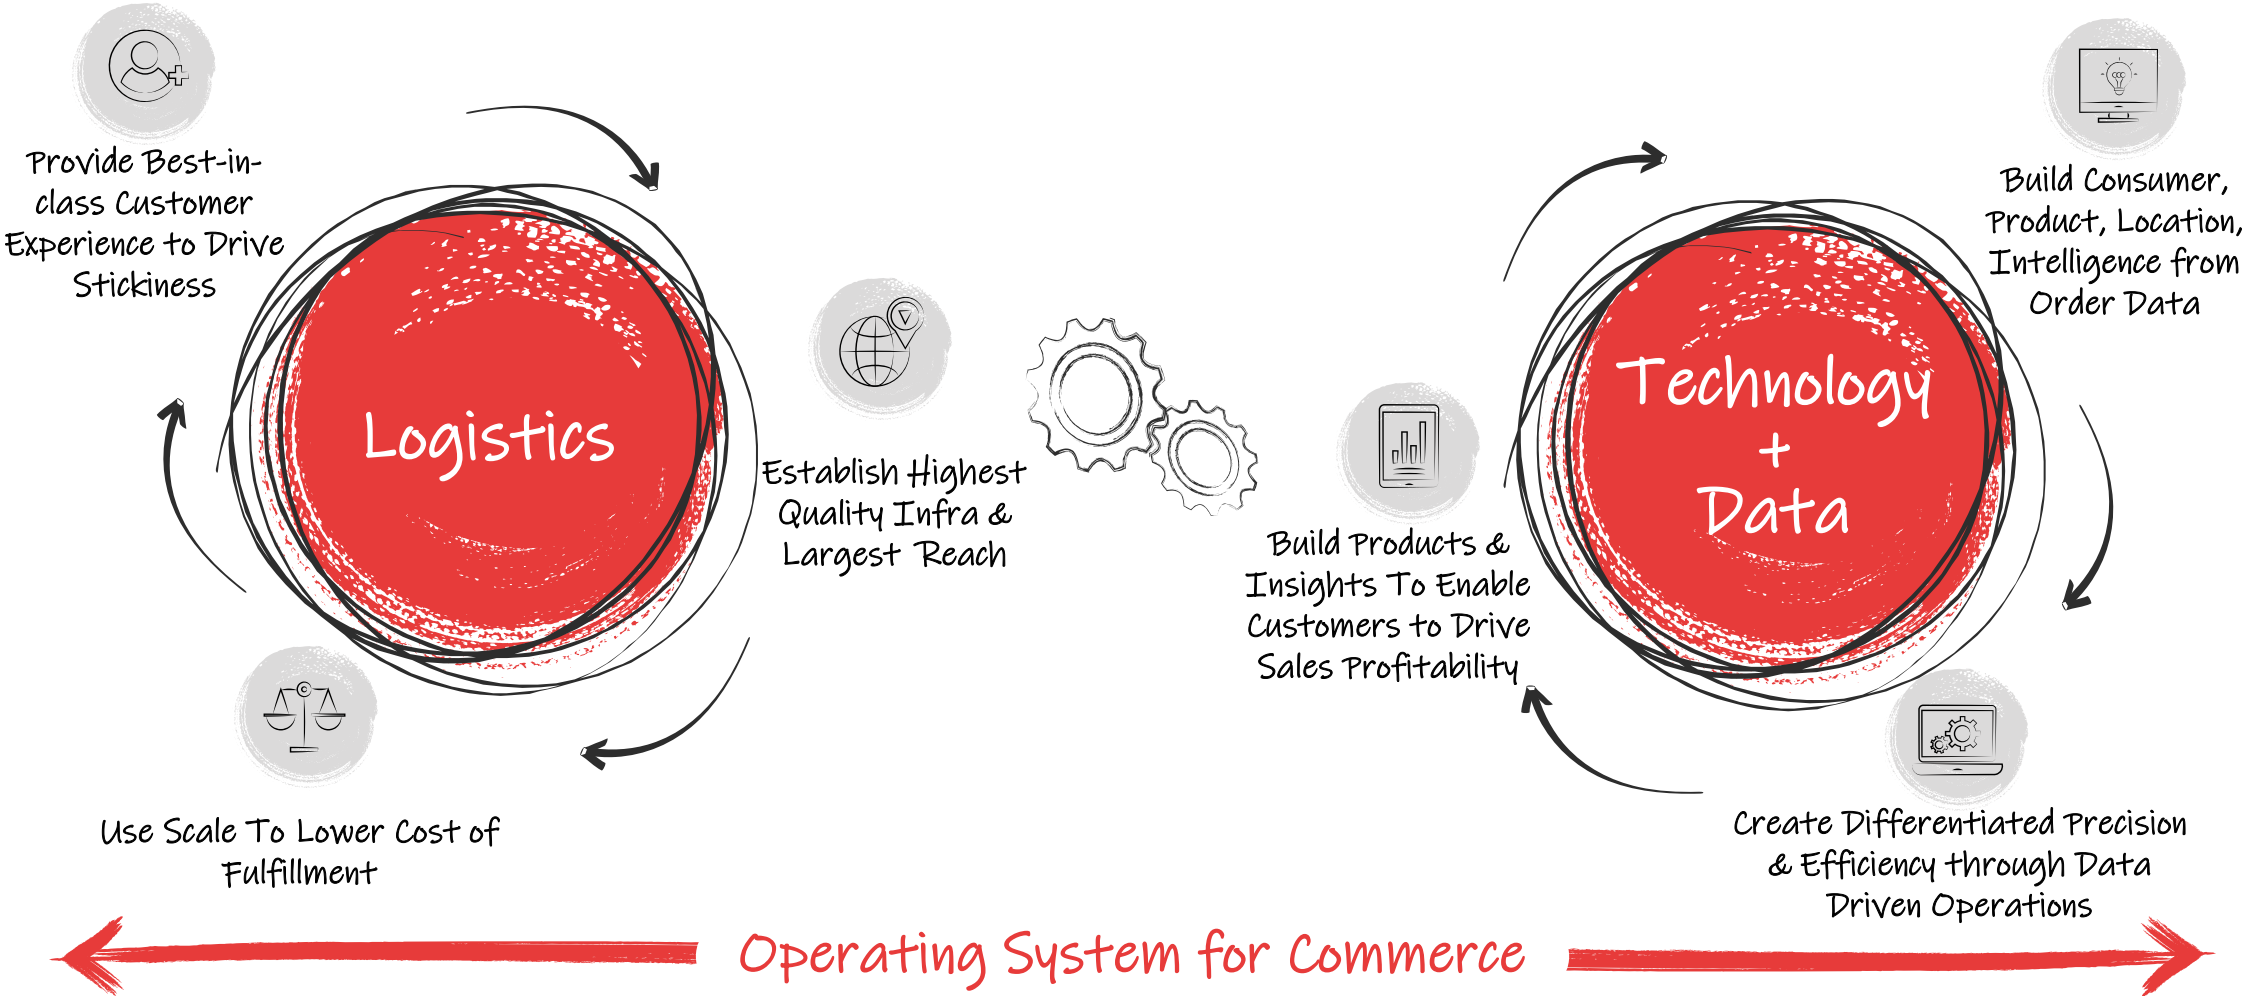 Provide Best-in-
class Customer
Experience to Drive
Stickiness
Logistics
Establish Highest
Quality Infra &
Largest Reach
Use Scale To Lower Cost of
Fulfillment
Build Consumer,
Product, Location,
Intelligence from
Order Data
Technology
+
Data
Build Products &
Insights To Enable
Customers to Drive
Sales Profitability
Create Differentiated Precision
& Efficiency through Data
Driven Operations
Operating System for Commerce